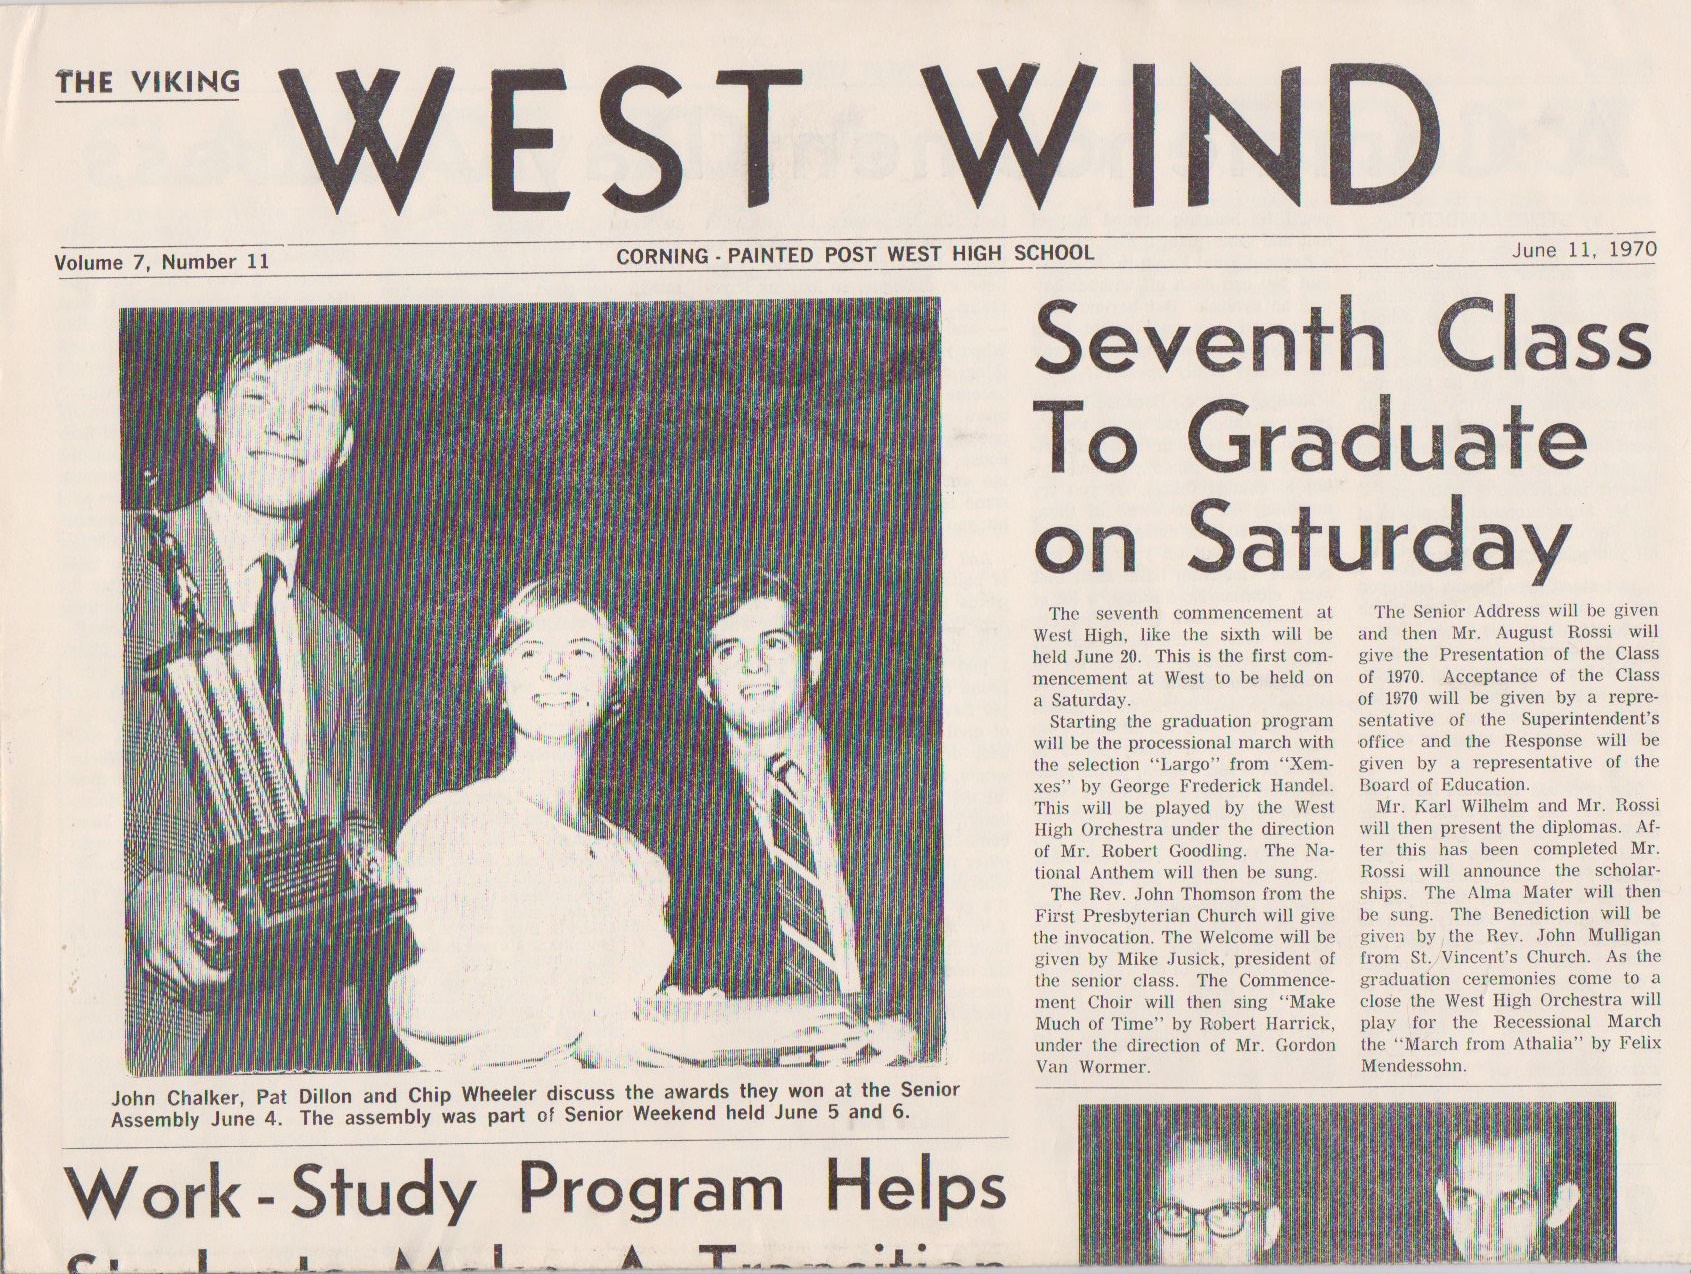 THE VIKING
WEST WIND
Volume 7, Number 11
CORNING - PAINTED POST WEST HIGH SCHOOL
June 11, 1970
John Chalker, Pat Dillon and Chip Wheeler discuss the awards they won at the Senior
Assembly June 4. The assembly was part of Senior Weekend held June 5 and 6.
Work - Study Program Helps
Students Make A Transition
Seventh Class
To Graduate
on Saturday
The seventh commencement at
West High, like the sixth will be
held June 20. This is the first com-
mencement at West to be held on
a Saturday.
Starting the graduation program
will be the processional march with
the selection "Largo" from "Xem-
xes" by George Frederick Handel.
This will be played by the West
High Orchestra under the direction
of Mr. Robert Goodling. The Na-
tional Anthem will then be sung.
The Rev. John Thomson from the
First Presbyterian Church will give
the invocation. The Welcome will be
given by Mike Jusick, president of
the senior class. The Commence-
ment Choir will then sing "Make
Much of Time" by Robert Harrick,
under the direction of Mr. Gordon
Van Wormer.
The Senior Address will be given
and then Mr. August Rossi will
give the Presentation of the Class
of 1970. Acceptance of the Class
of 1970 will be given by a repre-
sentative of the Superintendent's
office and the Response will be
given by a representative of the
Board of Education.
Mr. Karl Wilhelm and Mr. Rossi
will then present the diplomas. Af-
ter this has been completed Mr.
Rossi will announce the scholar-
ships. The Alma Mater will then
be sung. The Benediction will be
given by the Rev. John Mulligan
from St. Vincent's Church. As the
graduation ceremonies come to a
close the West High Orchestra will
play for the Recessional March
the "March from Athalia" by Felix
Mendessohn.